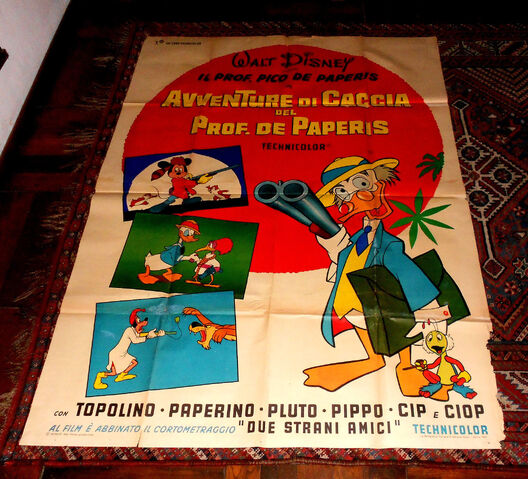 WALT DISNEY
IL PROF. PICO DE PAPERIS
AVVENTURE DI CACCIA
DEL
PROF. DE PAPERIS
TECHNICOLOR
CON TOPOLINO · PAPERINO · PLUTO · PIPPO · CIP E CIOP
AL FILM È ABBINATO IL CORTOMETRAGGIO "DUE STRANI AMICI" TECHNICOLOR